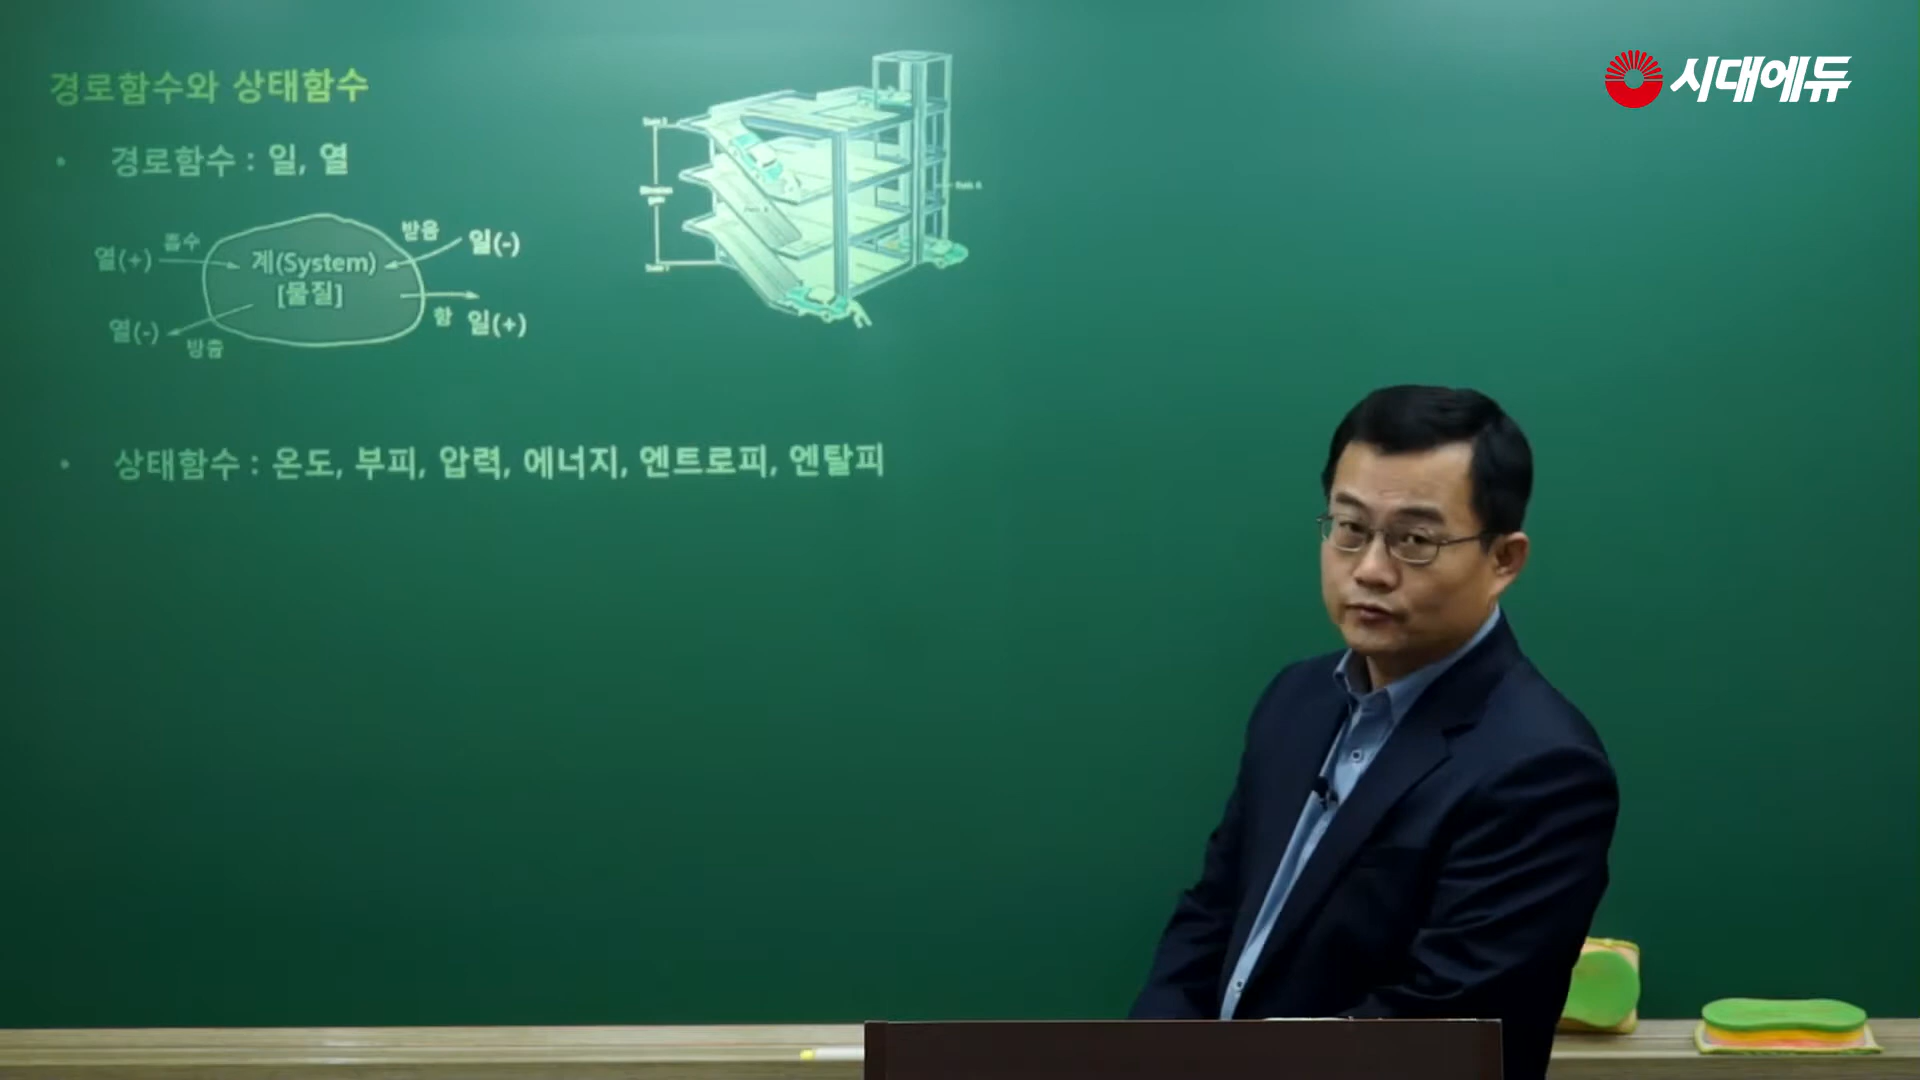 경로함수와 상태함수
시대에듀
• 경로함수 : 일, 열
열(+) 흡수
계(System)
[물질]
받음 일(-)
열(-) 방출
함 일(+)
• 상태함수 : 온도, 부피, 압력, 에너지, 엔트로피, 엔탈피